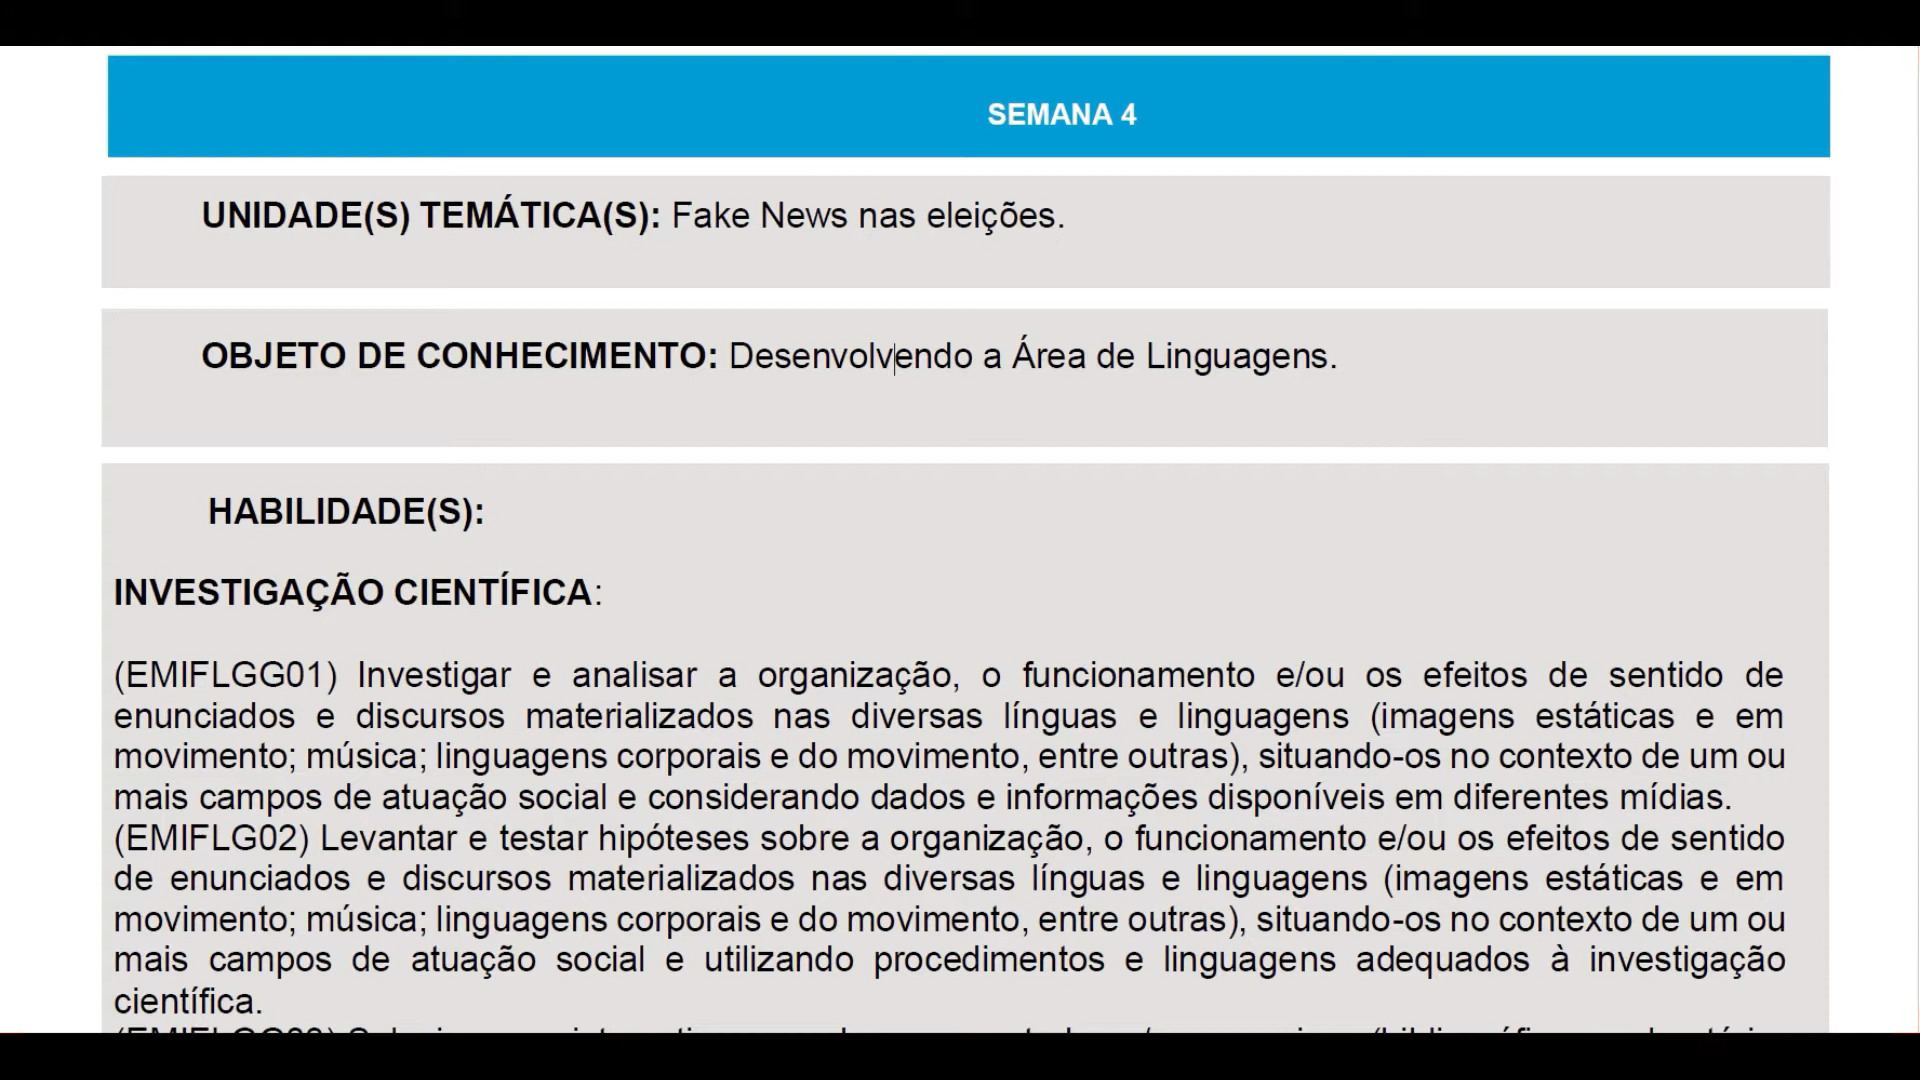 SEMANA 4
UNIDADE(S) TEMÁTICA(S): Fake News nas eleições.
OBJETO DE CONHECIMENTO: Desenvolvendo a Área de Linguagens.
HABILIDADE(S):
INVESTIGAÇÃO CIENTÍFICA:
(EMIFLGG01) Investigar e analisar a organização, o funcionamento e/ou os efeitos de sentido de
enunciados e discursos materializados nas diversas línguas e linguagens (imagens estáticas e em
movimento; música; linguagens corporais e do movimento, entre outras), situando-os no contexto de um ou
mais campos de atuação social e considerando dados e informações disponíveis em diferentes mídias.
(EMIFLG02) Levantar e testar hipóteses sobre a organização, o funcionamento e/ou os efeitos de sentido
de enunciados e discursos materializados nas diversas línguas e linguagens (imagens estáticas e em
movimento; música; linguagens corporais e do movimento, entre outras), situando-os no contexto de um ou
mais campos de atuação social e utilizando procedimentos e linguagens adequados à investigação
científica.